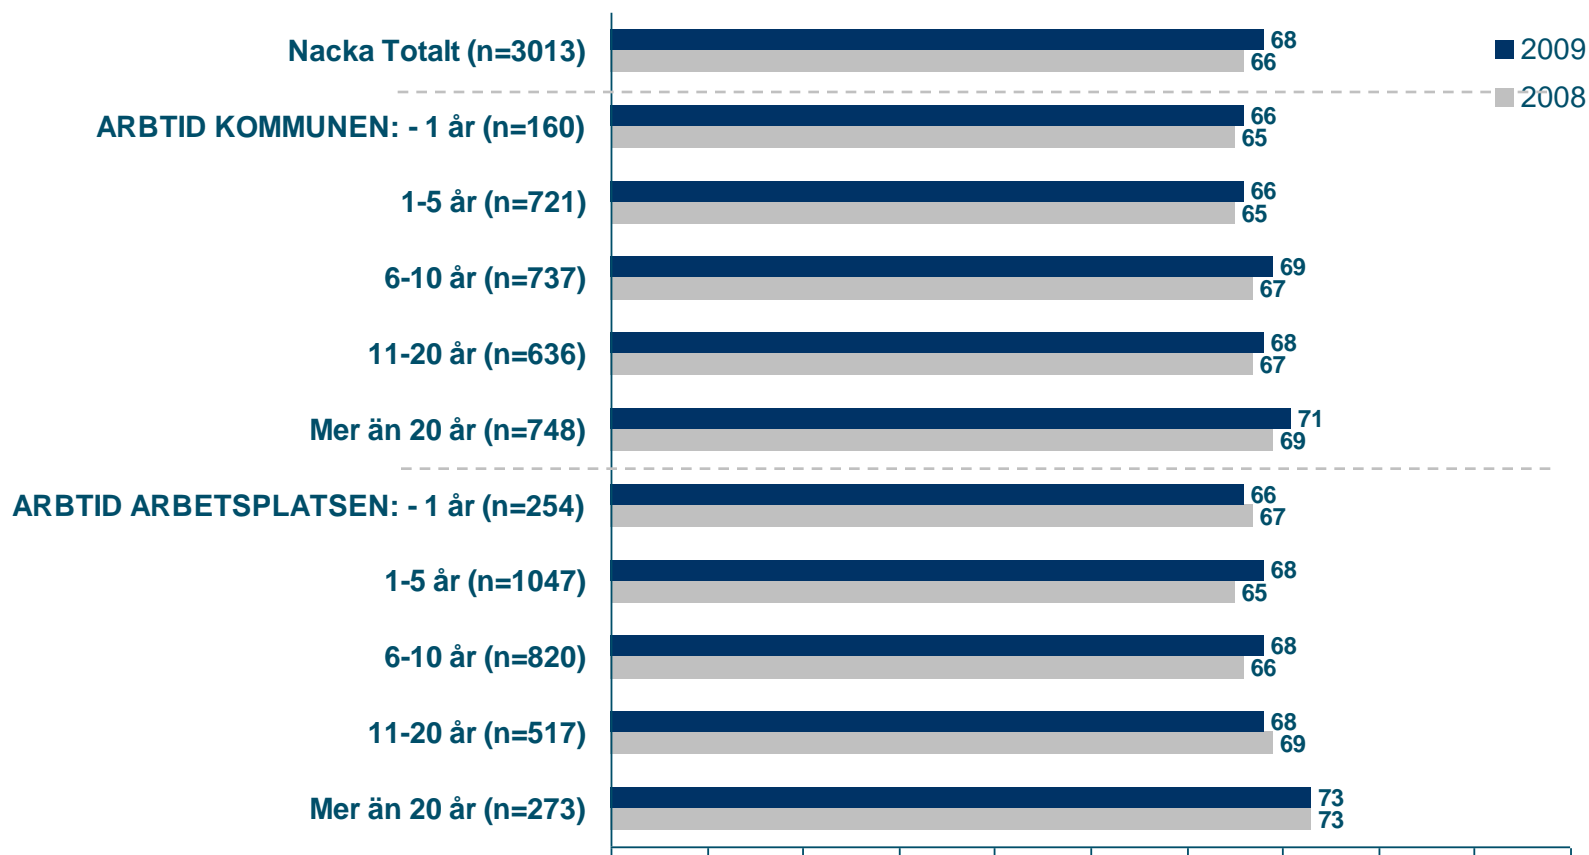 Nacka Totalt (n=3013)
68
66
2009
2008
ARBTID KOMMUNEN: - 1 år (n=160)
66
65
1-5 år (n=721)
66
65
6-10 år (n=737)
69
67
11-20 år (n=636)
68
67
Mer än 20 år (n=748)
71
69
ARBTID ARBETSPLATSEN: - 1 år (n=254)
66
67
1-5 år (n=1047)
68
65
6-10 år (n=820)
68
66
11-20 år (n=517)
68
69
Mer än 20 år (n=273)
73
73